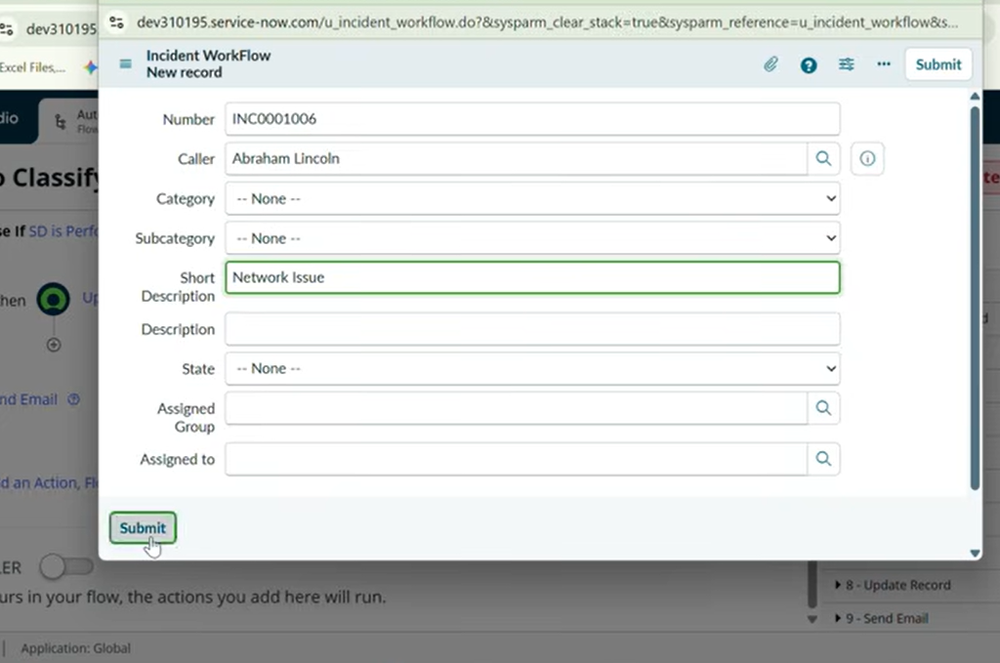 dev310195.service-now.com/u_incident_workflow.do?&sysparm_clear_stack=true&sysparm_reference=u_incident_workflow&s...
dev310195
Excel Files,...
Incident WorkFlow
New record
Submit
dio
Aut
Flow
Number INC0001006
Caller Abraham Lincoln
o Classify
Category -- None --
se If SD is Perfo
Subcategory -- None --
Short Description Network Issue
hen Up
Description
State -- None --
nd Email
Assigned Group
Assigned to
d an Action, Fl
Submit
LER
urs in your flow, the actions you add here will run.
8 - Update Record
9 - Send Email
Application: Global